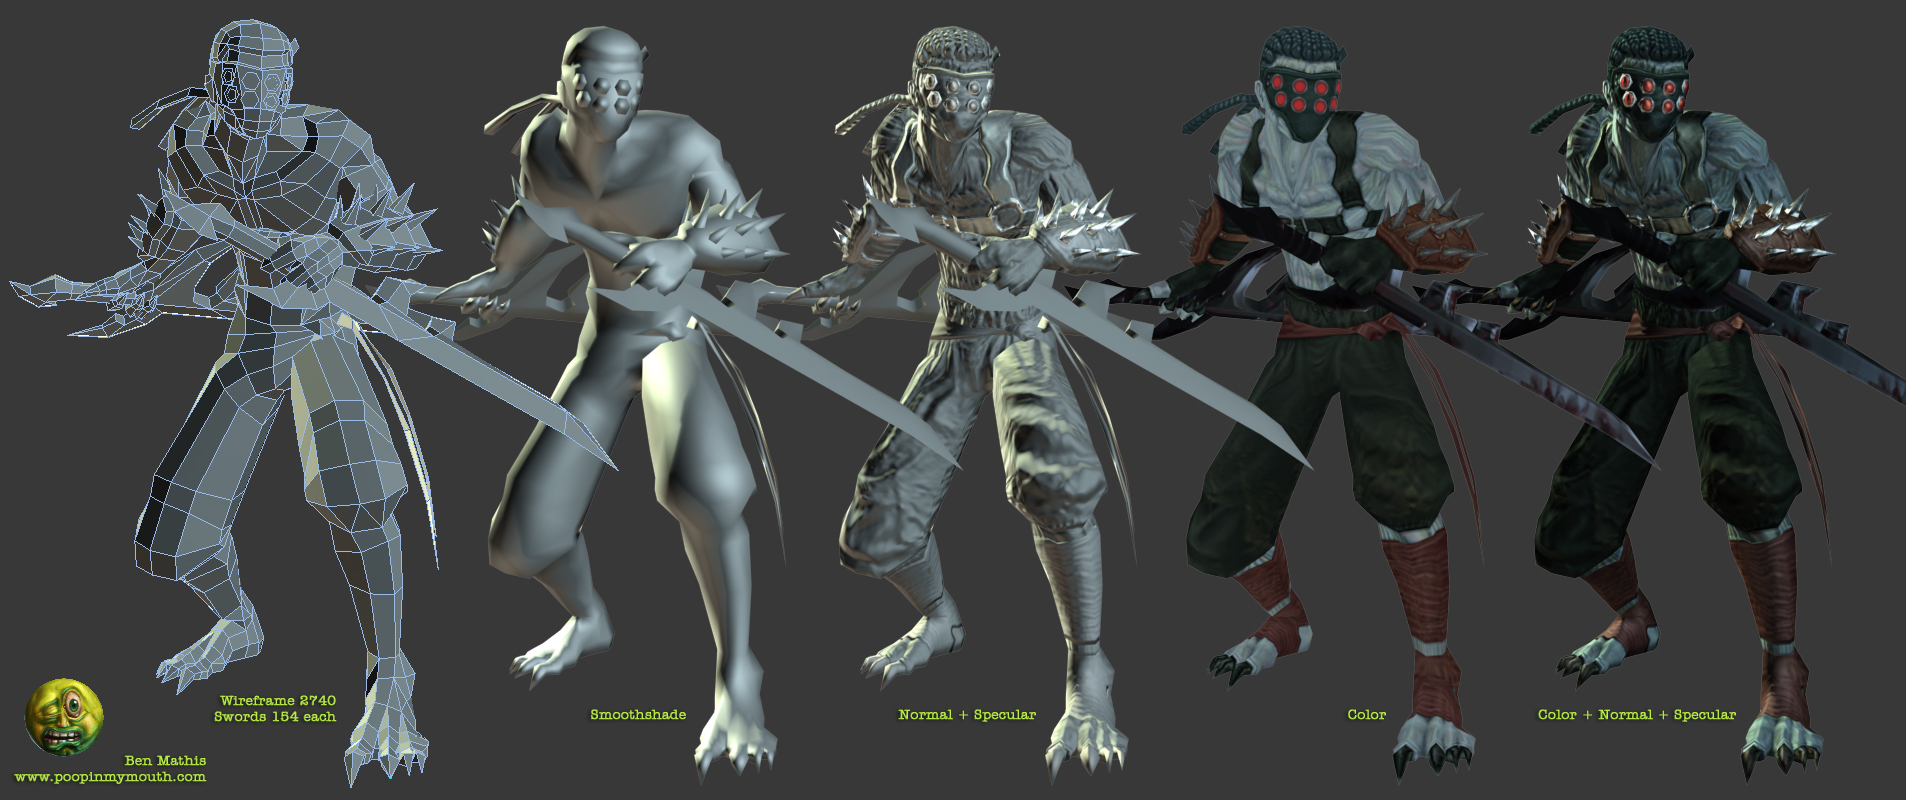 Wireframe 2740
Swords 154 each
Smoothshade
Normal + Specular
Color
Color + Normal + Specular
Ben Mathis
www.poopinmymouth.com